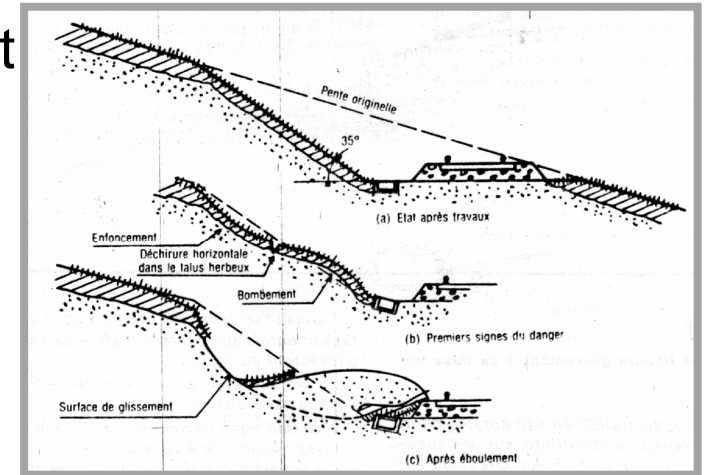 t
Pente originelle
35°
(a) Etat après travaux
Enfoncement
Déchirure horizontale
dans le talus herbeux
Bombement
(b) Premiers signes du danger
Surface de glissement
(c) Après éboulement